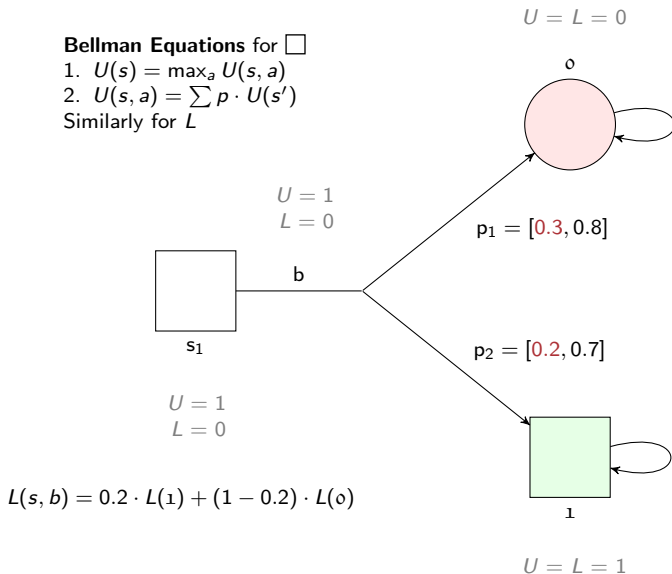 U = L = 0
Bellman Equations for □
1. U(s) = maxₐ U(s, a)
2. U(s, a) = ∑ p · U(s′)
Similarly for L
𝔬
U = 1
L = 0
p₁ = [0.3, 0.8]
b
s₁
p₂ = [0.2, 0.7]
U = 1
L = 0
L(s, b) = 0.2 · L(𝟷) + (1 − 0.2) · L(𝔬)
𝟷
U = L = 1